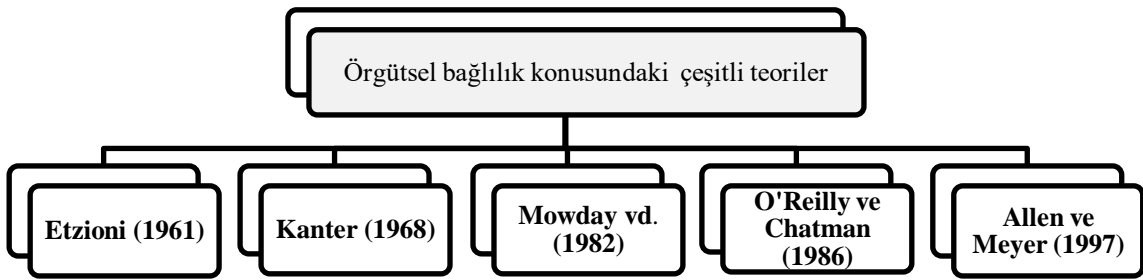 Örgütsel bağlılık konusundaki çeşitli teoriler
Etzioni (1961)
Kanter (1968)
Mowday vd.
(1982)
O'Reilly ve
Chatman
(1986)
Allen ve
Meyer (1997)